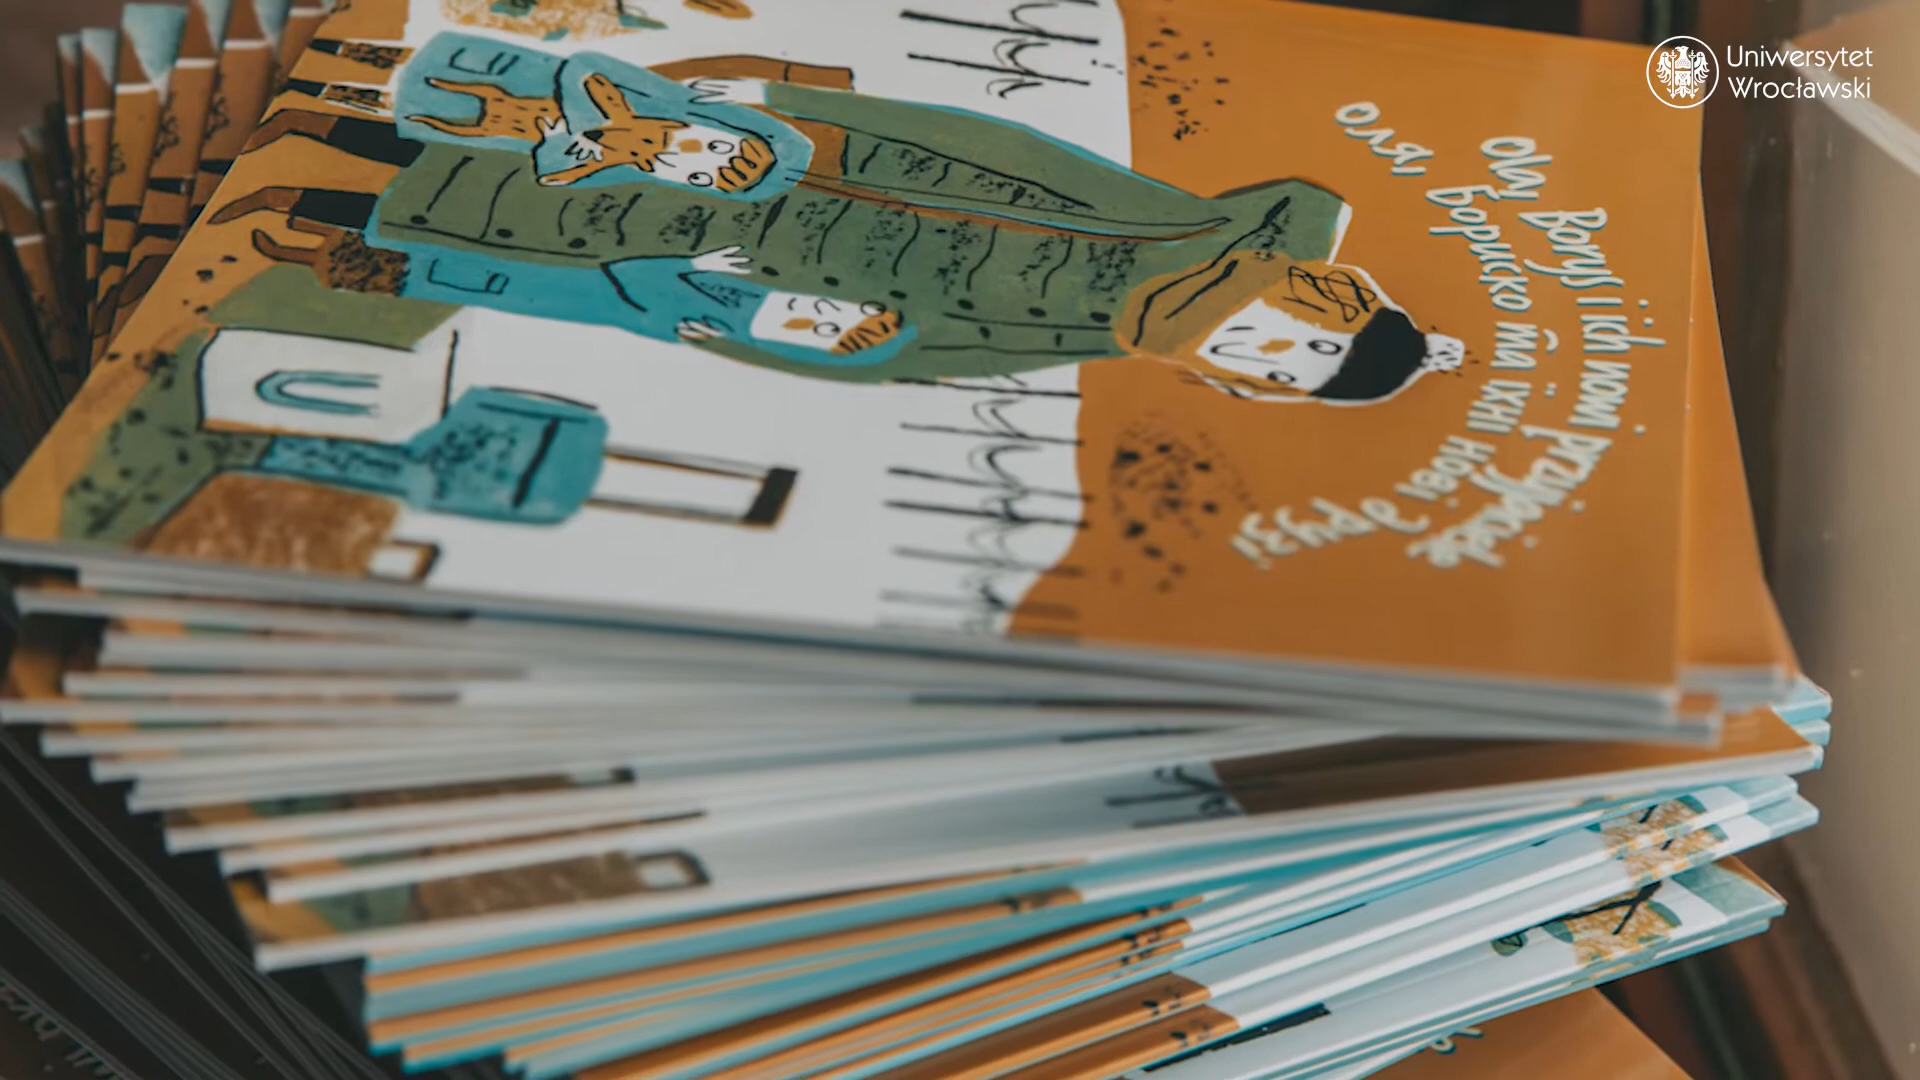 Uniwersytet
Wrocławski
Ola, Borys i ich nowi przyjaciele
Оля, Бориско та їхні нові друзі